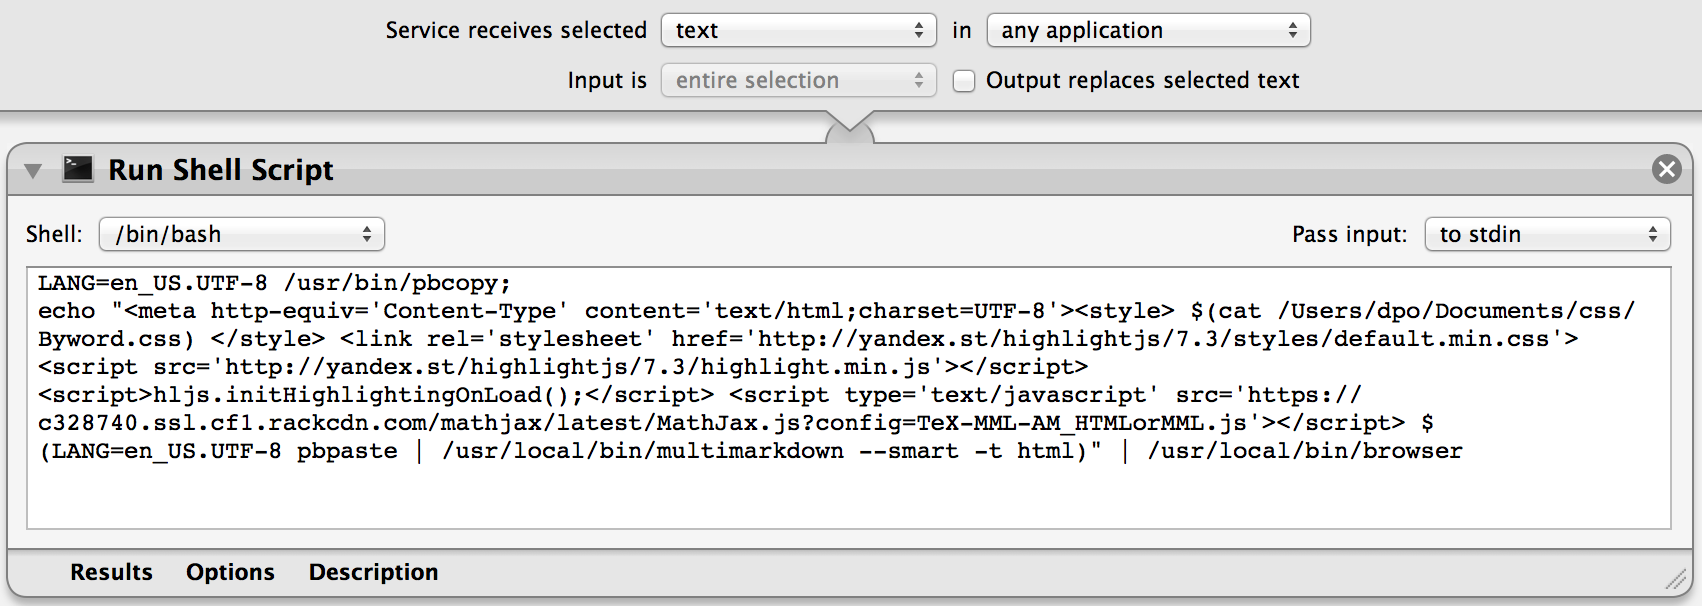 Service receives selected text in any application
Input is entire selection Output replaces selected text
Run Shell Script
Shell: /bin/bash Pass input: to stdin
LANG=en_US.UTF-8 /usr/bin/pbcopy;
echo "<meta http-equiv='Content-Type' content='text/html;charset=UTF-8'><style> $(cat /Users/dpo/Documents/css/
Byword.css) </style> <link rel='stylesheet' href='http://yandex.st/highlightjs/7.3/styles/default.min.css'>
<script src='http://yandex.st/highlightjs/7.3/highlight.min.js'></script>
<script>hljs.initHighlightingOnLoad();</script> <script type='text/javascript' src='https://
c328740.ssl.cf1.rackcdn.com/mathjax/latest/MathJax.js?config=TeX-MML-AM_HTMLorMML.js'></script> $
(LANG=en_US.UTF-8 pbpaste | /usr/local/bin/multimarkdown --smart -t html)" | /usr/local/bin/browser
Results Options Description